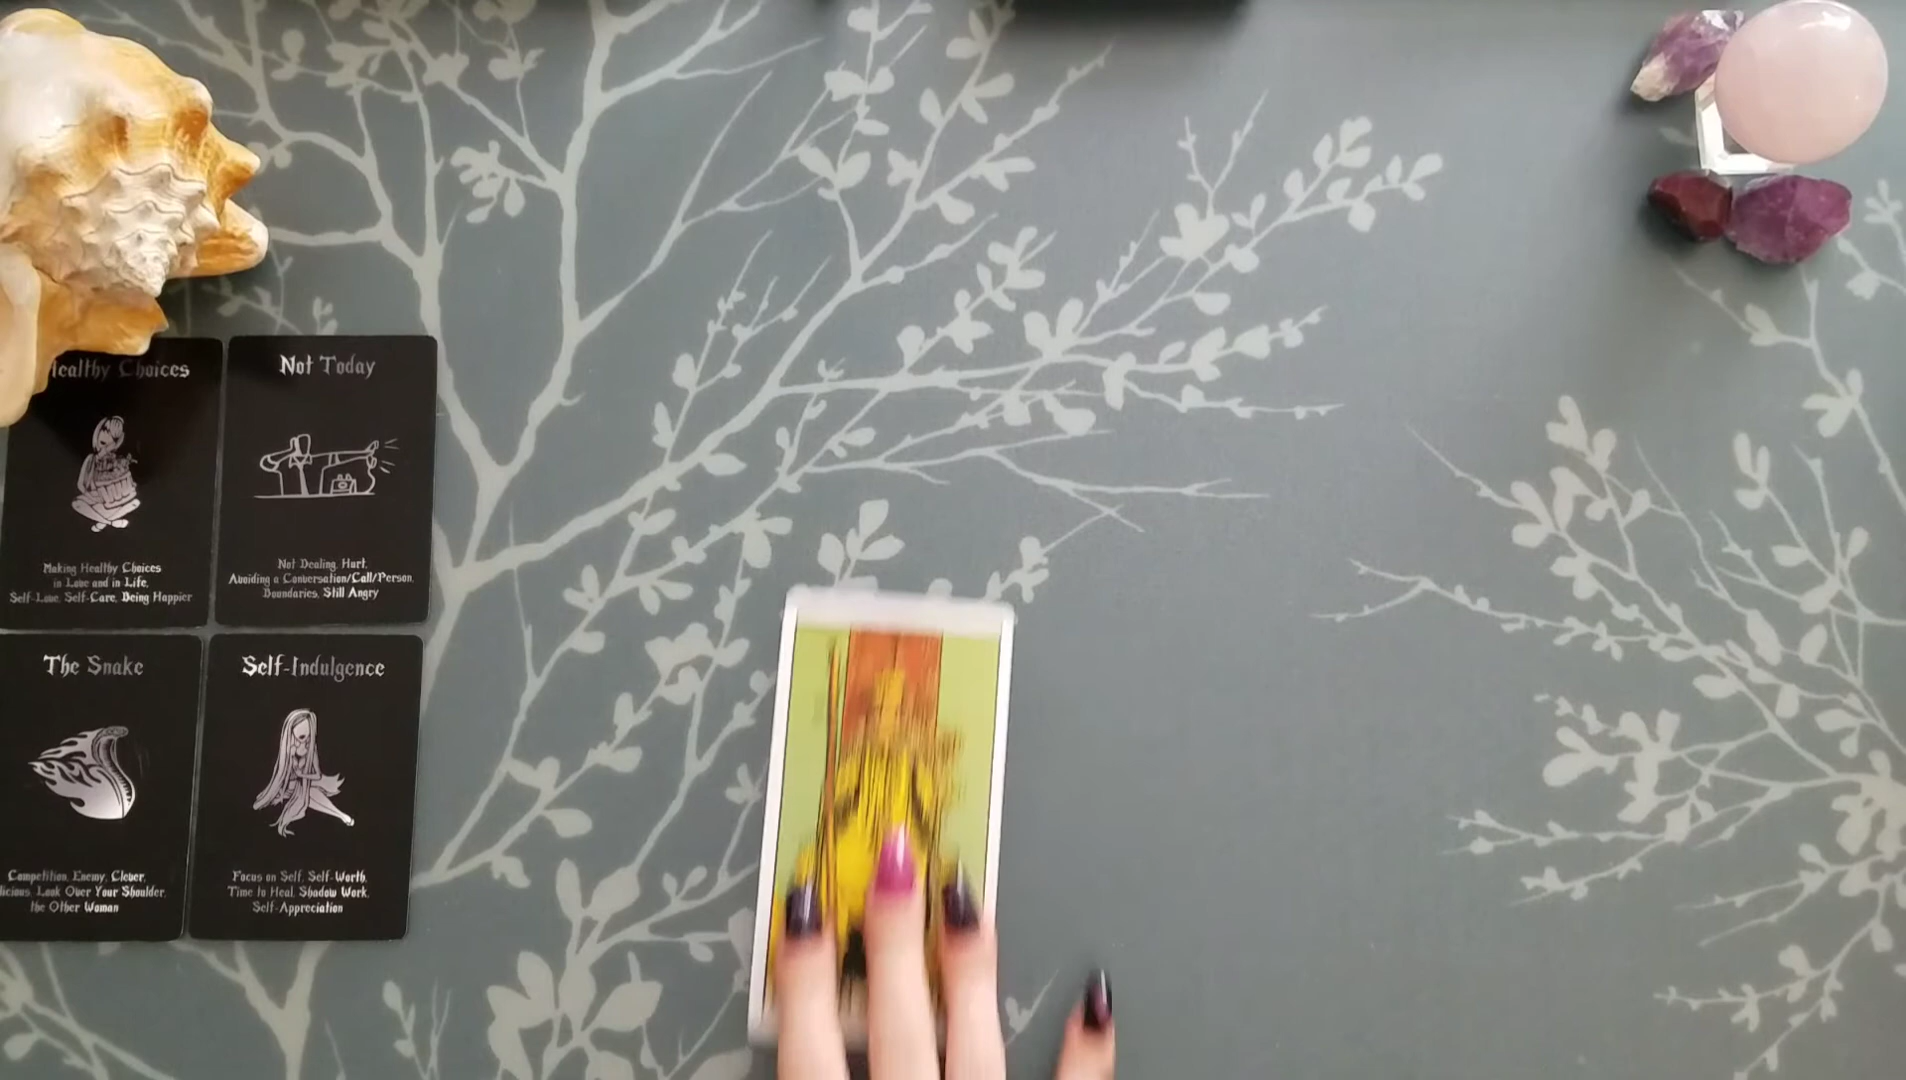 Healthy Choices
Making Healthy Choices
in Love and in Life,
Self-Love, Self-Care, Being Happier
Not Today
Not Dealing, Hurt,
Avoiding a Conversation/Call/Person,
Boundaries, Still Angry
The Snake
Competition, Enemy, Clever,
Look Over Your Shoulder,
the Other Woman
Self-Indulgence
Focus on Self, Self-Worth,
Time to Heal, Shadow Work,
Self-Appreciation